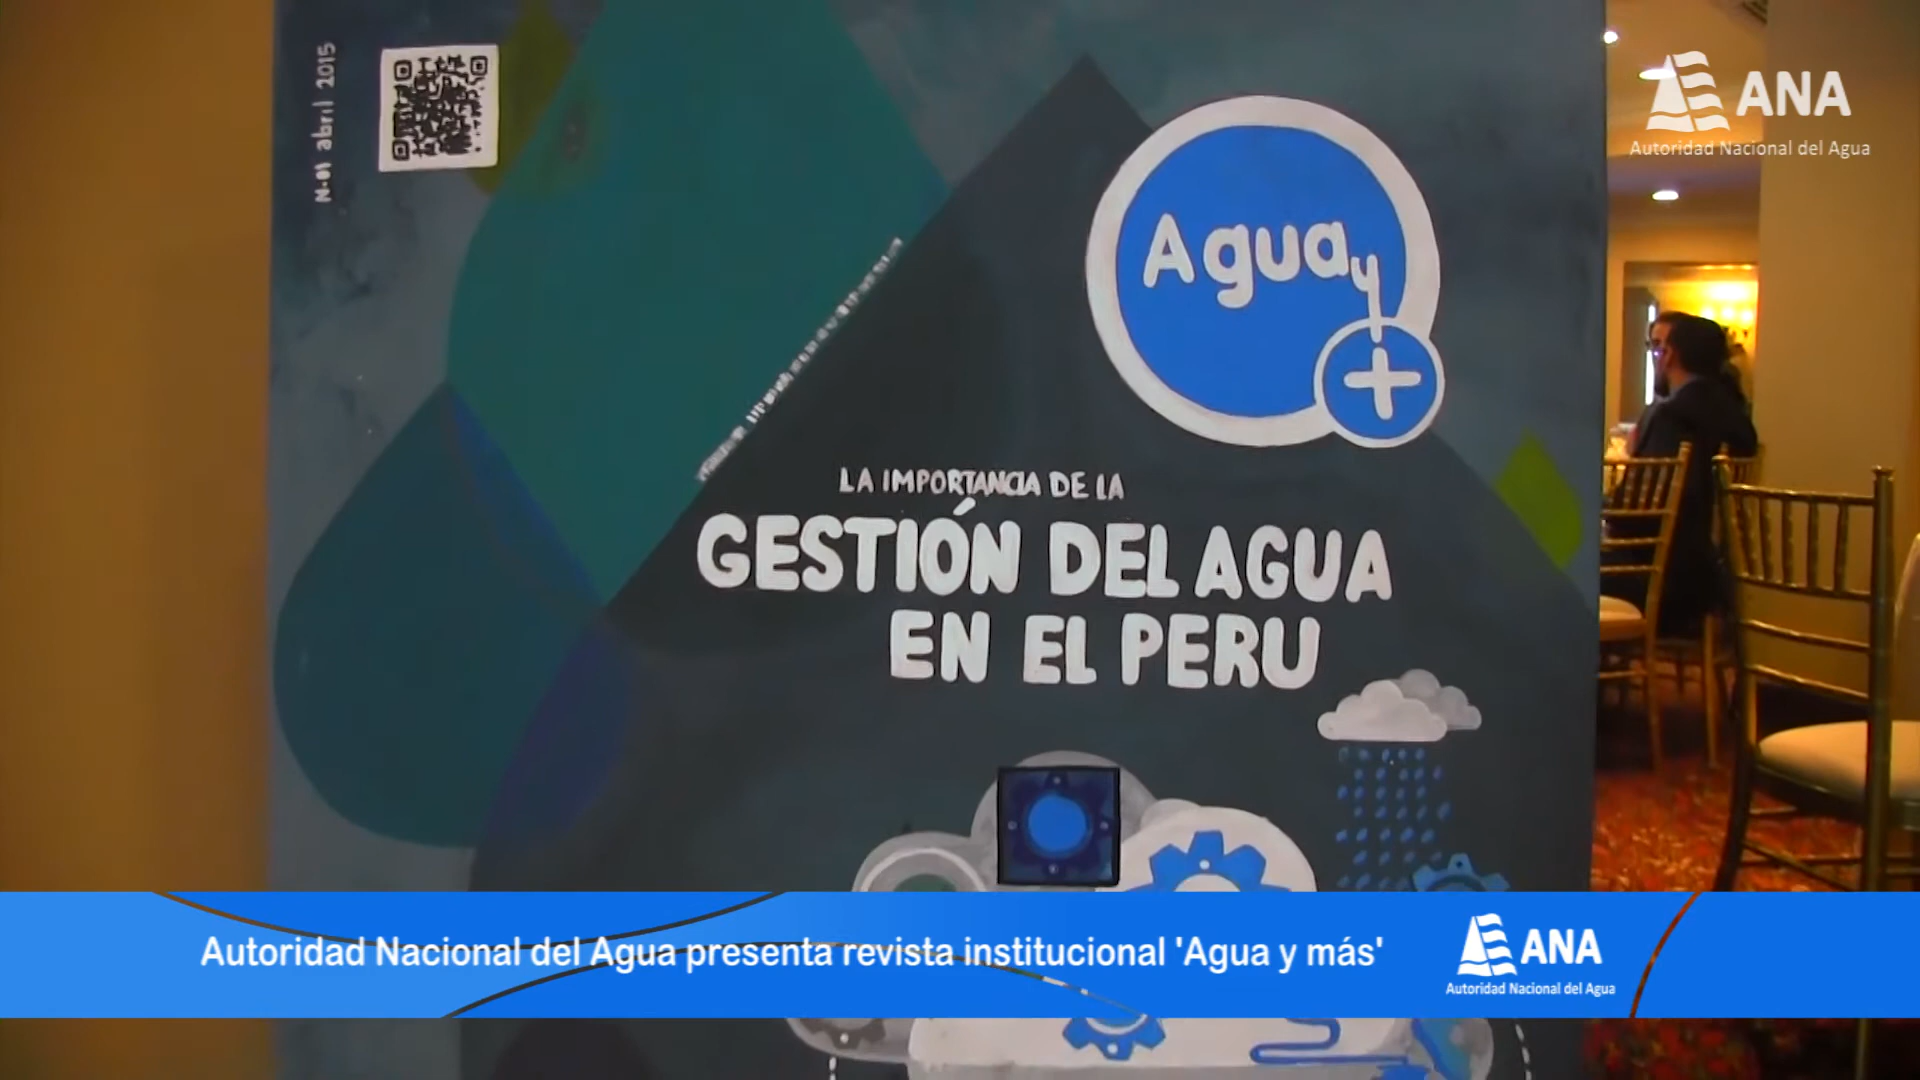 N-01 abril 2015
ANA
Autoridad Nacional del Agua
Agua y
+
LA IMPORTANCIA DE LA
GESTIÓN DEL AGUA
EN EL PERU
Autoridad Nacional del Agua presenta revista institucional 'Agua y más'
ANA
Autoridad Nacional del Agua